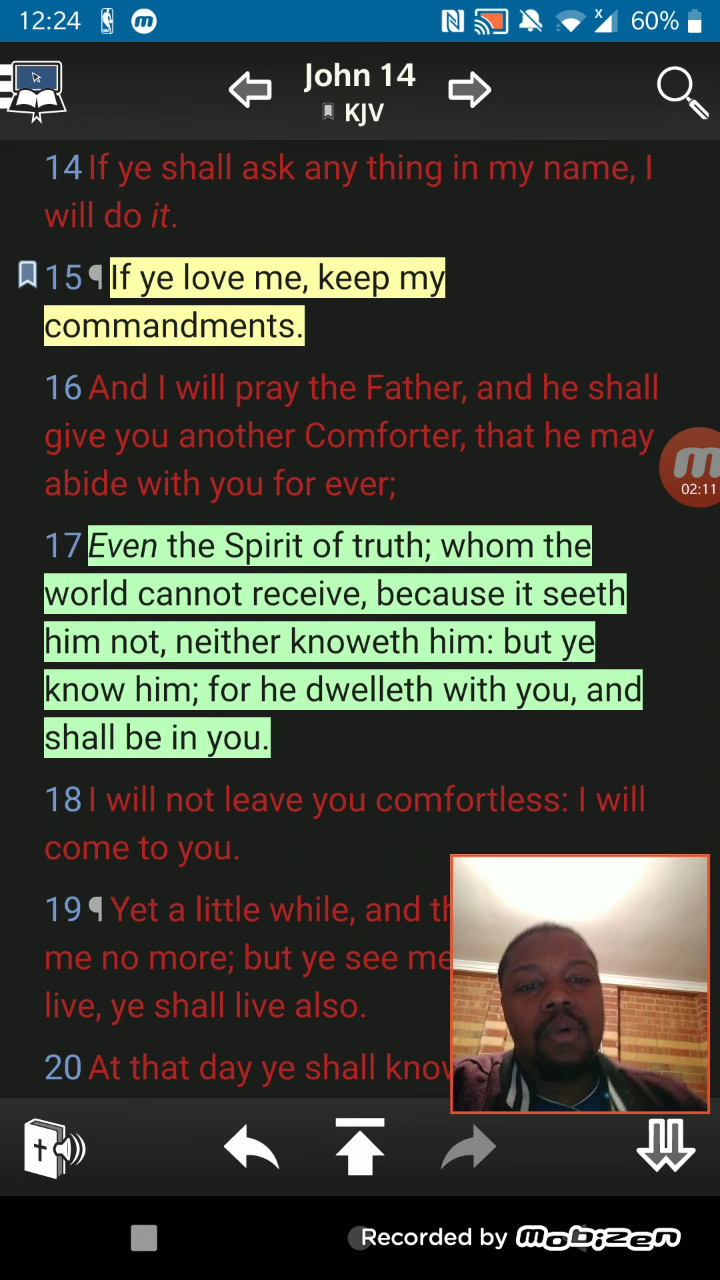 12:24
60%
John 14
KJV
14 If ye shall ask any thing in my name, I
will do it.
15 ¶ If ye love me, keep my
commandments.
16 And I will pray the Father, and he shall
give you another Comforter, that he may
abide with you for ever;
17 Even the Spirit of truth; whom the
world cannot receive, because it seeth
him not, neither knoweth him: but ye
know him; for he dwelleth with you, and
shall be in you.
18 I will not leave you comfortless: I will
come to you.
19 ¶ Yet a little while, and
me no more; but ye see me
live, ye shall live also.
20 At that day ye shall
m
02:11
Recorded by mobizen